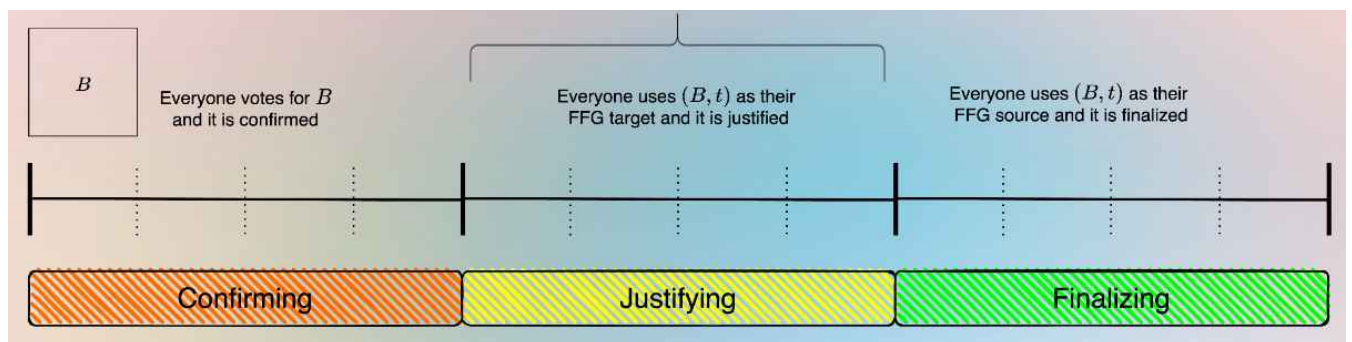 B
Everyone votes for B
and it is confirmed
Everyone uses (B, t) as their
FFG target and it is justified
Everyone uses (B, t) as their
FFG source and it is finalized
Confirming
Justifying
Finalizing